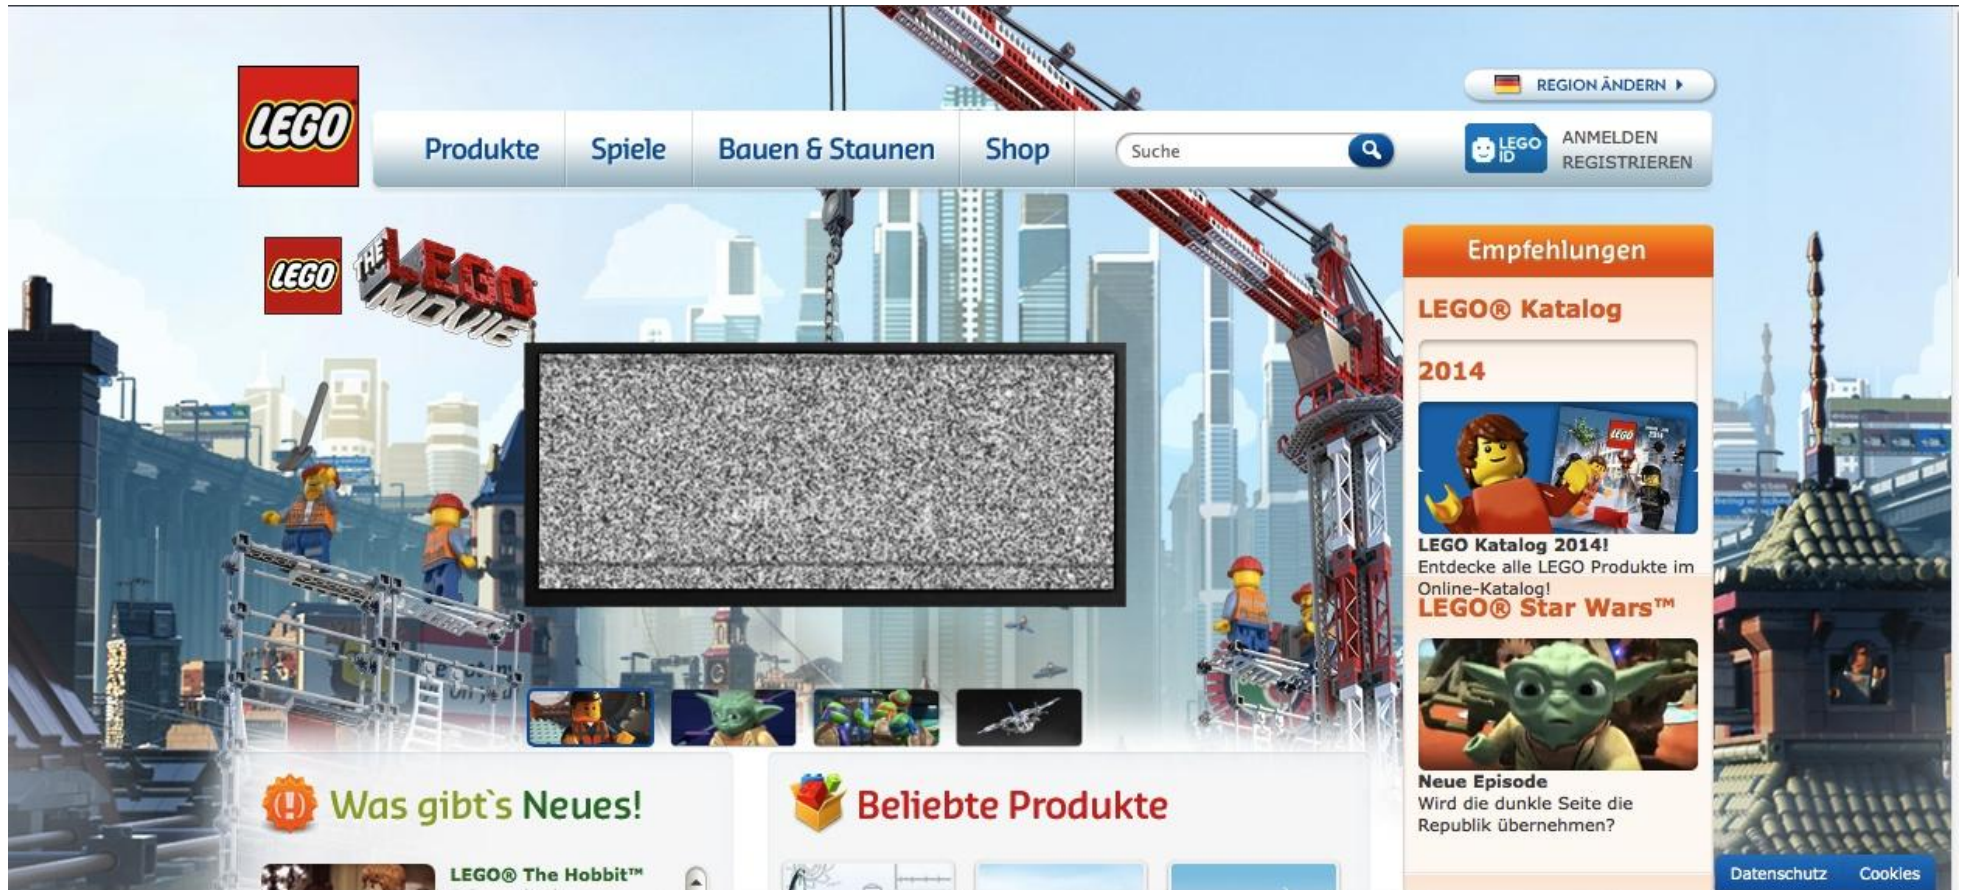 REGION ÄNDERN
LEGO
Produkte
Spiele
Bauen & Staunen
Shop
Suche
LEGO ID
ANMELDEN
REGISTRIEREN
LEGO
THE LEGO MOVIE
Empfehlungen
LEGO® Katalog
2014
LEGO
2014
LEGO Katalog 2014!
Entdecke alle LEGO Produkte im
Online-Katalog!
LEGO® Star Wars™
Neue Episode
Wird die dunkle Seite die
Republik übernehmen?
Was gibt`s Neues!
LEGO® The Hobbit™
Beliebte Produkte
Datenschutz
Cookies